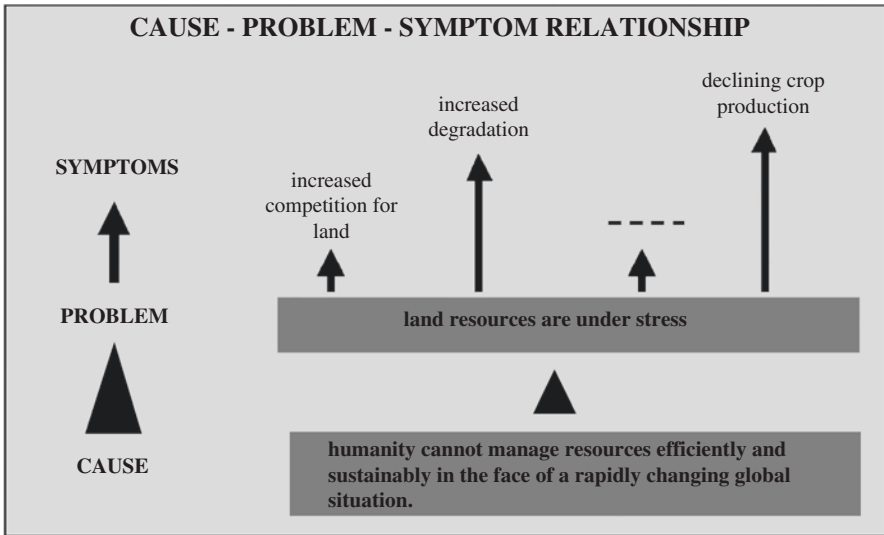 CAUSE - PROBLEM - SYMPTOM RELATIONSHIP
declining crop
production
increased
degradation
SYMPTOMS
increased
competition for
land
- - - - -
PROBLEM
land resources are under stress
CAUSE
humanity cannot manage resources efficiently and
sustainably in the face of a rapidly changing global
situation.